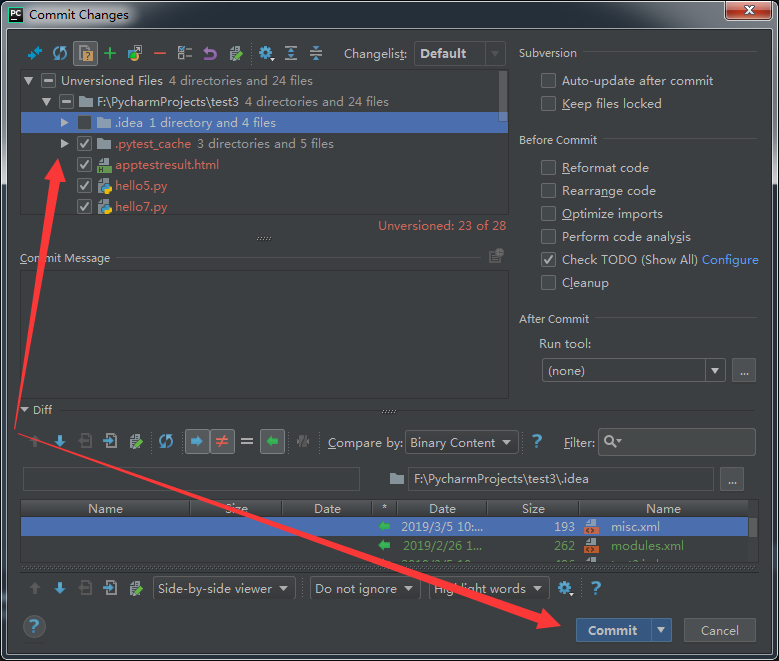 PC Commit Changes
Changelist: Default
Unversioned Files 4 directories and 24 files
F:\PycharmProjects\test3 4 directories and 24 files
.idea 1 directory and 4 files
.pytest_cache 3 directories and 5 files
apptestresult.html
hello5.py
hello7.py
Unversioned: 23 of 28
Subversion
Auto-update after commit
Keep files locked
Before Commit
Reformat code
Rearrange code
Optimize imports
Perform code analysis
Check TODO (Show All) Configure
Cleanup
After Commit
Run tool:
(none) ...
Commit Message
Diff
Compare by: Binary Content ? Filter:
F:\PycharmProjects\test3\.idea ...
Name Size Date * Date Size Name
2019/3/5 10:... 193 misc.xml
2019/2/26 1... 262 modules.xml
Side-by-side viewer Do not ignore Highlight words ?
? Commit Cancel